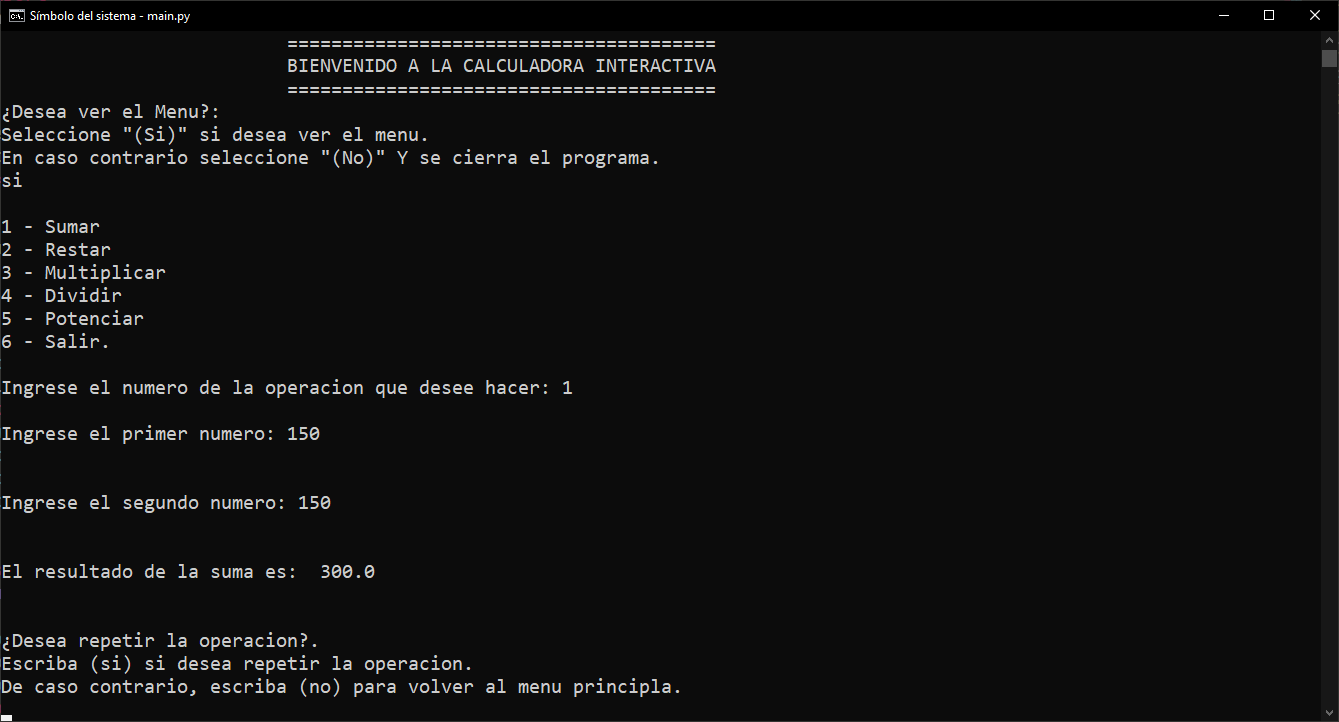 Símbolo del sistema - main.py
=======================================
BIENVENIDO A LA CALCULADORA INTERACTIVA
=======================================
¿Desea ver el Menu?:
Seleccione "(Si)" si desea ver el menu.
En caso contrario seleccione "(No)" Y se cierra el programa.
si
1 - Sumar
2 - Restar
3 - Multiplicar
4 - Dividir
5 - Potenciar
6 - Salir.
Ingrese el numero de la operacion que desee hacer: 1
Ingrese el primer numero: 150
Ingrese el segundo numero: 150
El resultado de la suma es:  300.0
¿Desea repetir la operacion?.
Escriba (si) si desea repetir la operacion.
De caso contrario, escriba (no) para volver al menu principla.